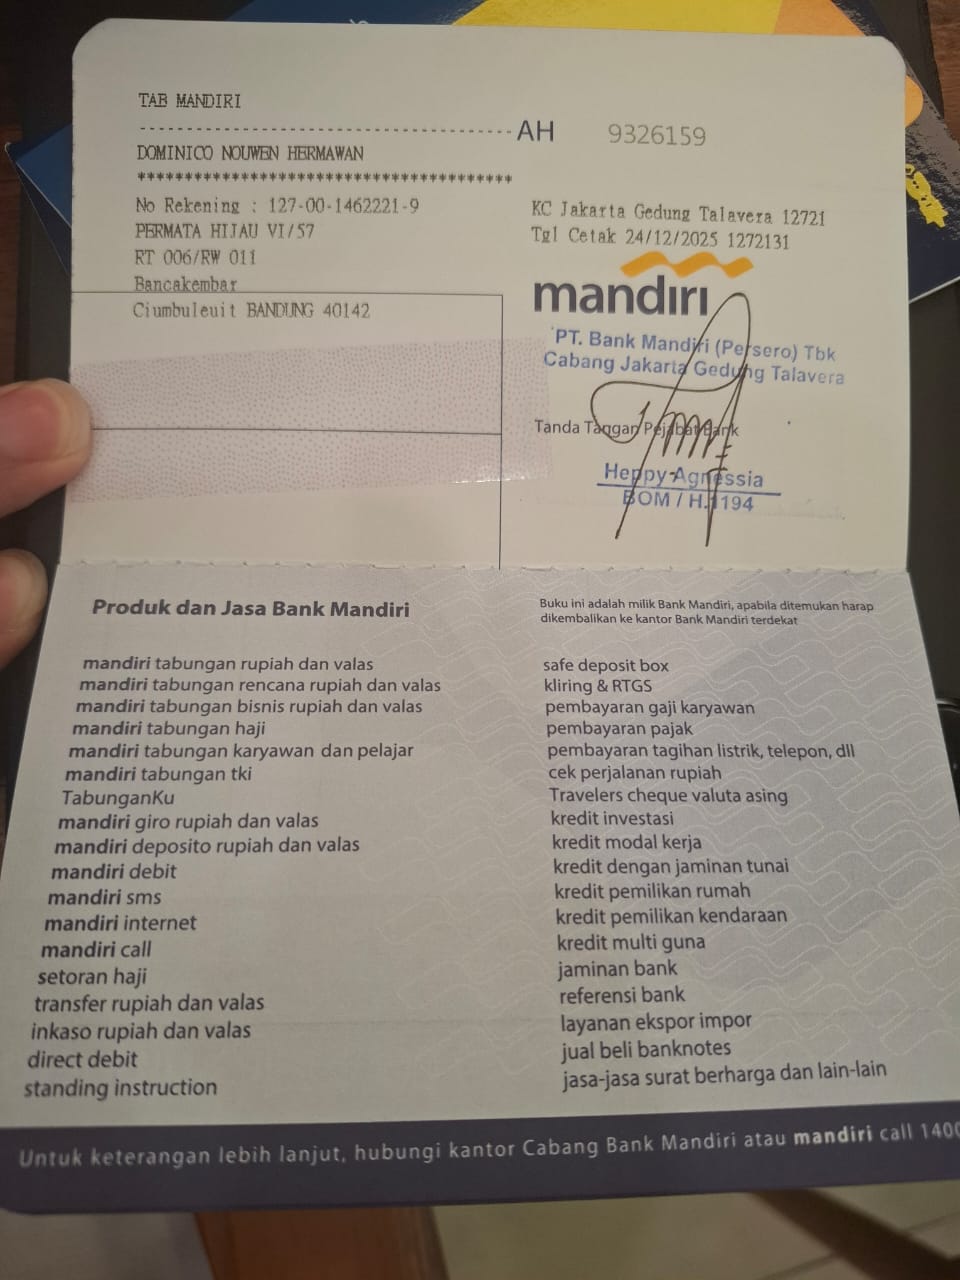 TAB MANDIRI
--------------------------------------- AH 9326159
DOMINICO NOUWEN HERMAWAN
****************************************
No Rekening : 127-00-1462221-9
PERMATA HIJAU VI/57
RT 006/RW 011
Bancakembar
Ciumbuleuit BANDUNG 40142
KC Jakarta Gedung Talavera 12721
Tgl Cetak 24/12/2025 1272131
mandiri
PT. Bank Mandiri (Persero) Tbk
Cabang Jakarta Gedung Talavera
Tanda Tangan Pejabat Bank
Heppy Agnessia
BOM / H.1194
Produk dan Jasa Bank Mandiri
mandiri tabungan rupiah dan valas
mandiri tabungan rencana rupiah dan valas
mandiri tabungan bisnis rupiah dan valas
mandiri tabungan haji
mandiri tabungan karyawan dan pelajar
mandiri tabungan tki
TabunganKu
mandiri giro rupiah dan valas
mandiri deposito rupiah dan valas
mandiri debit
mandiri sms
mandiri internet
mandiri call
setoran haji
transfer rupiah dan valas
inkaso rupiah dan valas
direct debit
standing instruction
Buku ini adalah milik Bank Mandiri, apabila ditemukan harap
dikembalikan ke kantor Bank Mandiri terdekat
safe deposit box
kliring & RTGS
pembayaran gaji karyawan
pembayaran pajak
pembayaran tagihan listrik, telepon, dll
cek perjalanan rupiah
Travelers cheque valuta asing
kredit investasi
kredit modal kerja
kredit dengan jaminan tunai
kredit pemilikan rumah
kredit pemilikan kendaraan
kredit multi guna
jaminan bank
referensi bank
layanan ekspor impor
jual beli banknotes
jasa-jasa surat berharga dan lain-lain
Untuk keterangan lebih lanjut, hubungi kantor Cabang Bank Mandiri atau mandiri call 1400